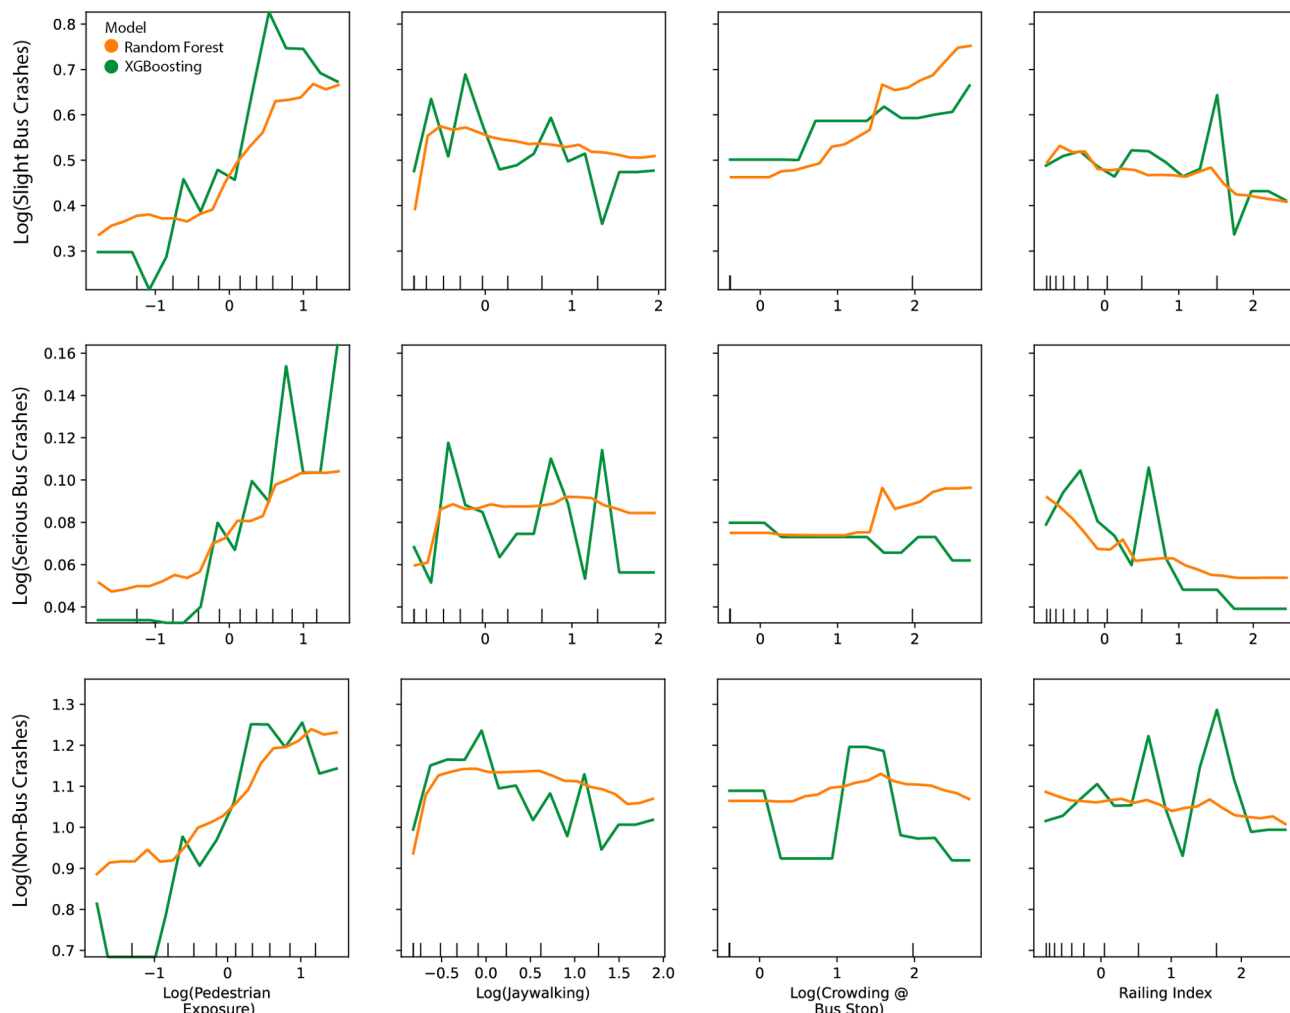 Model
Random Forest
XGBoosting
Log(Slight Bus Crashes)
0.8
0.7
0.6
0.5
0.4
0.3
−1 0 1
0 1 2
0 1 2
0 1 2
Log(Serious Bus Crashes)
0.16
0.14
0.12
0.10
0.08
0.06
0.04
−1 0 1
0 1 2
0 1 2
0 1 2
Log(Non-Bus Crashes)
1.3
1.2
1.1
1.0
0.9
0.8
0.7
−1 0 1
−0.5 0.0 0.5 1.0 1.5 2.0
0 1 2
0 1 2
Log(Pedestrian
Exposure)
Log(Jaywalking)
Log(Crowding @
Bus Stop)
Railing Index